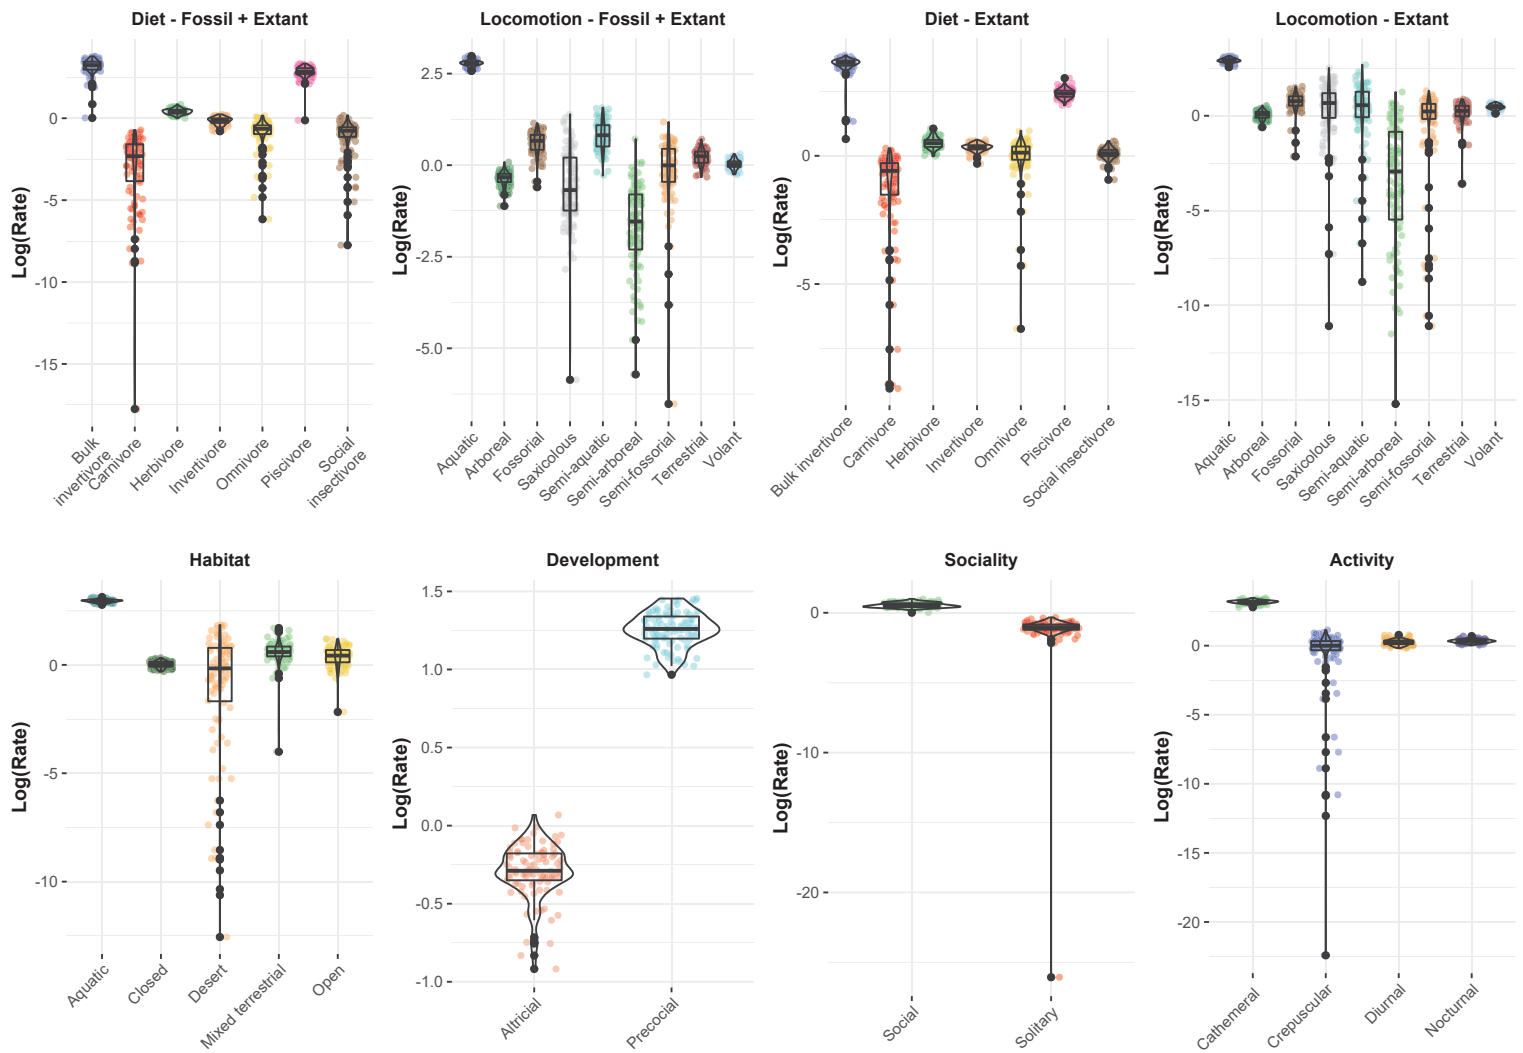 Diet - Fossil + Extant
Log(Rate)
0
-5
-10
-15
Bulk
invertivore
Carnivore
Herbivore
Invertivore
Omnivore
Piscivore
Social
insectivore
Locomotion - Fossil + Extant
Log(Rate)
2.5
0.0
-2.5
-5.0
Aquatic
Arboreal
Fossorial
Saxicolous
Semi-aquatic
Semi-arboreal
Semi-fossorial
Terrestrial
Volant
Diet - Extant
Log(Rate)
0
-5
Bulk invertivore
Carnivore
Herbivore
Invertivore
Omnivore
Piscivore
Social insectivore
Locomotion - Extant
Log(Rate)
0
-5
-10
-15
Aquatic
Arboreal
Fossorial
Saxicolous
Semi-aquatic
Semi-arboreal
Semi-fossorial
Terrestrial
Volant
Habitat
Log(Rate)
0
-5
-10
Aquatic
Closed
Desert
Mixed terrestrial
Open
Development
Log(Rate)
1.5
1.0
0.5
0.0
-0.5
-1.0
Altricial
Precocial
Sociality
Log(Rate)
0
-10
-20
Social
Solitary
Activity
Log(Rate)
0
-5
-10
-15
-20
Cathemeral
Crepuscular
Diurnal
Nocturnal